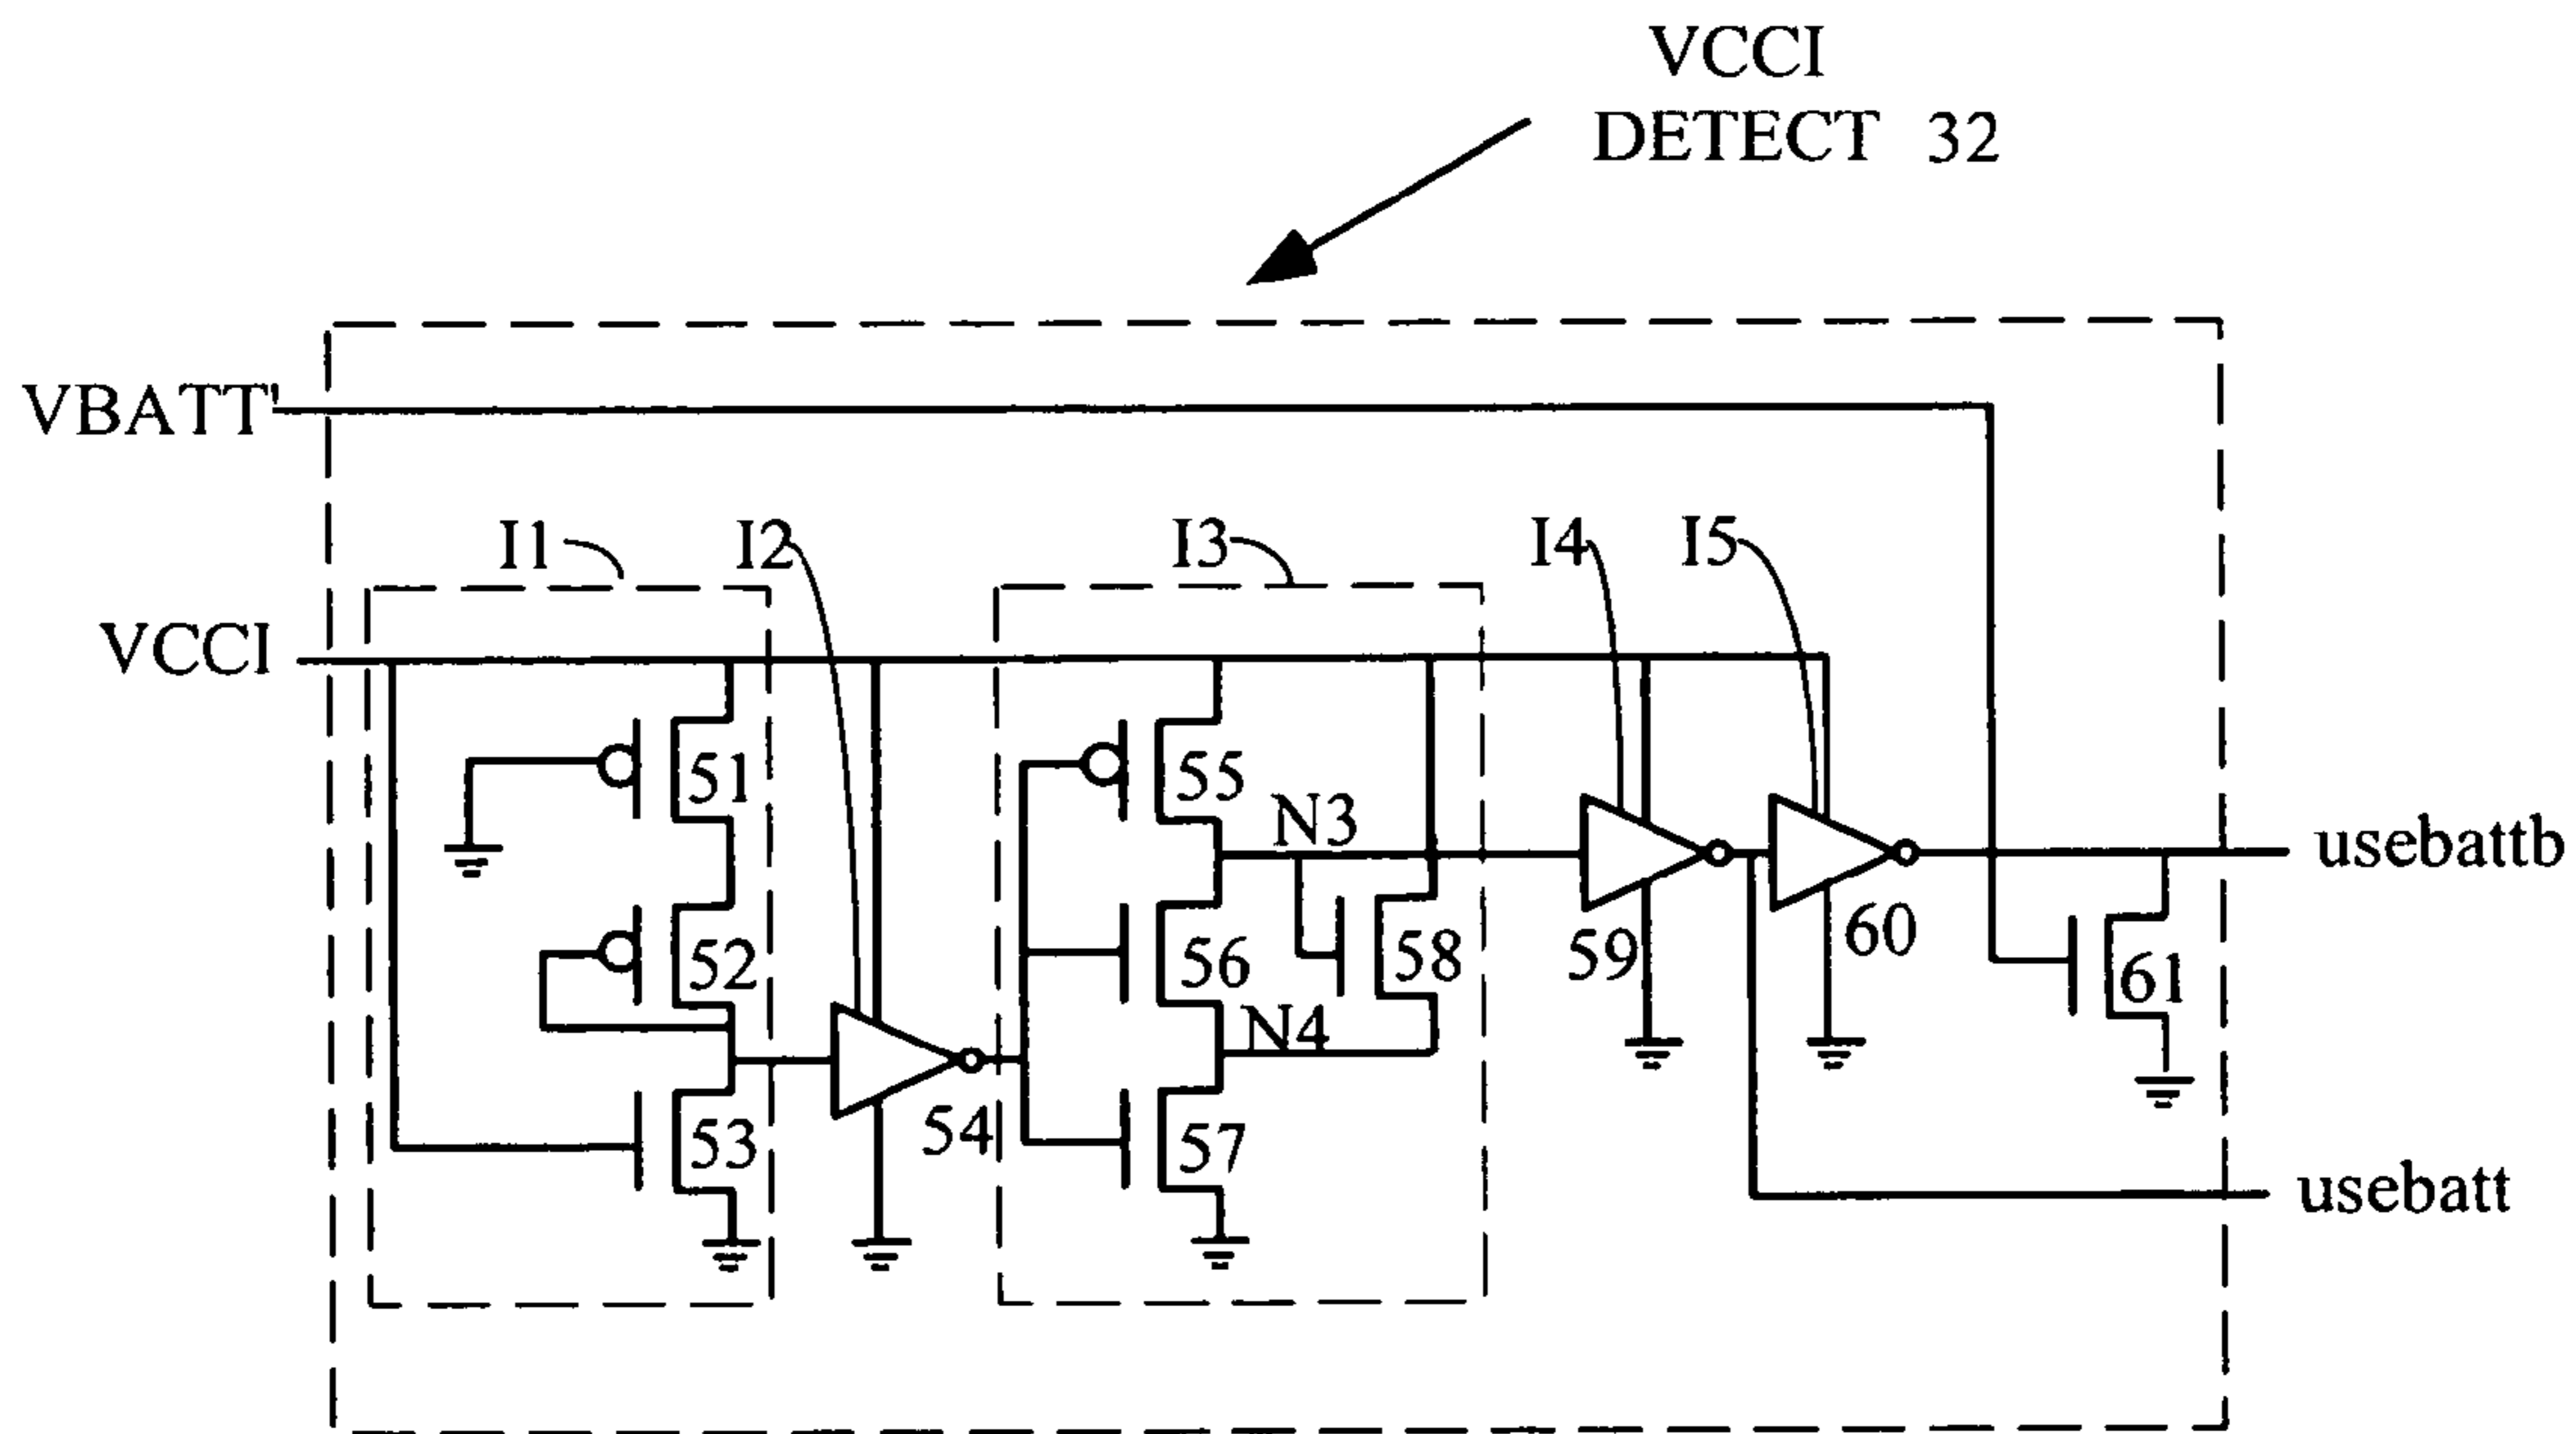 VCCI
DETECT 32
VBATT'
I1
I2
I3
I4
I5
VCCI
51
55
N3
usebattb
52
56
58
59
60
61
N4
54
53
57
usebatt